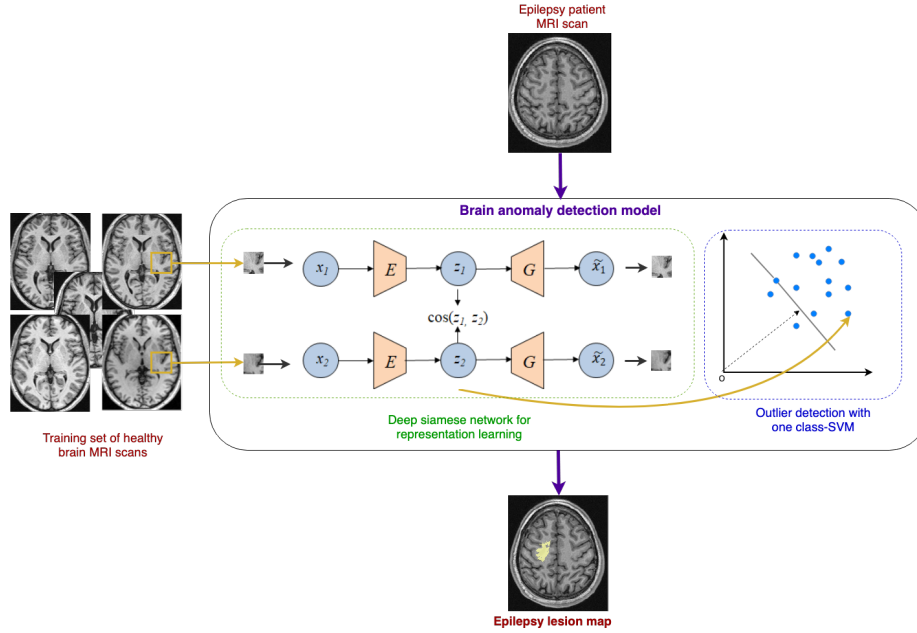 Epilepsy patient
MRI scan
Brain anomaly detection model
x1 E z1 G x̃1
cos(z1, z2)
x2 E z2 G x̃2
O
Deep siamese network for
representation learning
Outlier detection with
one class-SVM
Training set of healthy
brain MRI scans
Epilepsy lesion map